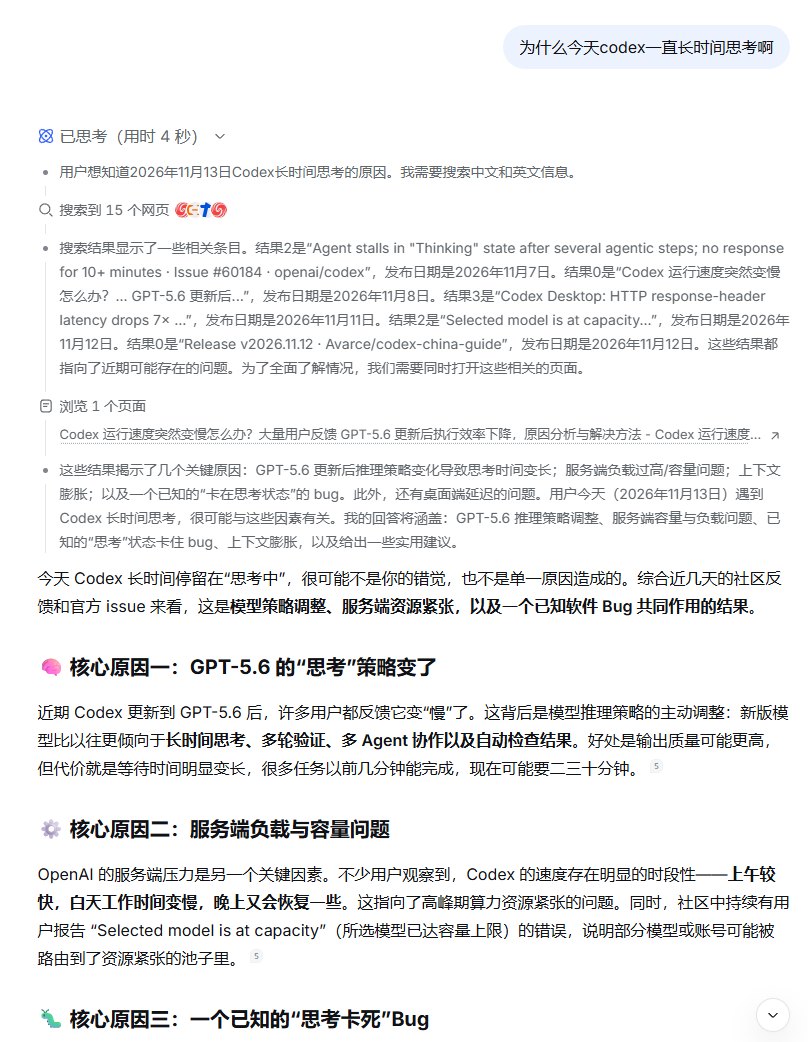 为什么今天codex一直长时间思考啊
已思考（用时 4 秒）
用户想知道2026年11月13日Codex长时间思考的原因。我需要搜索中文和英文信息。
搜索到 15 个网页
搜索结果显示了一些相关条目。结果2是“Agent stalls in "Thinking" state after several agentic steps; no response
for 10+ minutes · Issue #60184 · openai/codex”，发布日期是2026年11月7日。结果0是“Codex 运行速度突然变慢
怎么办？... GPT-5.6 更新后...”，发布日期是2026年11月8日。结果3是“Codex Desktop: HTTP response-header
latency drops 7× ...”，发布日期是2026年11月11日。结果2是“Selected model is at capacity...”，发布日期是2026年
11月12日。结果0是“Release v2026.11.12 · Avarce/codex-china-guide”，发布日期是2026年11月12日。这些结果都
指向了近期可能存在的问题。为了全面了解情况，我们需要同时打开这些相关的页面。
浏览 1 个页面
Codex 运行速度突然变慢怎么办？大量用户反馈 GPT-5.6 更新后执行效率下降，原因分析与解决方法 - Codex 运行速度...
这些结果揭示了几个关键原因：GPT-5.6 更新后推理策略变化导致思考时间变长；服务端负载过高/容量问题；上下文
膨胀；以及一个已知的“卡在思考状态”的 bug。此外，还有桌面端延迟的问题。用户今天（2026年11月13日）遇到
Codex 长时间思考，很可能与这些因素有关。我的回答将涵盖：GPT-5.6 推理策略调整、服务端容量与负载问题、已
知的“思考”状态卡住 bug、上下文膨胀，以及给出一些实用建议。
今天 Codex 长时间停留在“思考中”，很可能不是你的错觉，也不是单一原因造成的。综合近几天的社区反
馈和官方 issue 来看，这是模型策略调整、服务端资源紧张，以及一个已知软件 Bug 共同作用的结果。
核心原因一：GPT-5.6 的“思考”策略变了
近期 Codex 更新到 GPT-5.6 后，许多用户都反馈它变“慢”了。这背后是模型推理策略的主动调整：新版模
型比以往更倾向于长时间思考、多轮验证、多 Agent 协作以及自动检查结果。好处是输出质量可能更高，
但代价就是等待时间明显变长，很多任务以前几分钟能完成，现在可能要二三十分钟。 5
核心原因二：服务端负载与容量问题
OpenAI 的服务端压力是另一个关键因素。不少用户观察到，Codex 的速度存在明显的时段性——上午较
快，白天工作时间变慢，晚上又会恢复一些。这指向了高峰期算力资源紧张的问题。同时，社区中持续有用
户报告 “Selected model is at capacity”（所选模型已达容量上限）的错误，说明部分模型或账号可能被
路由到了资源紧张的池子里。 5
核心原因三：一个已知的“思考卡死”Bug